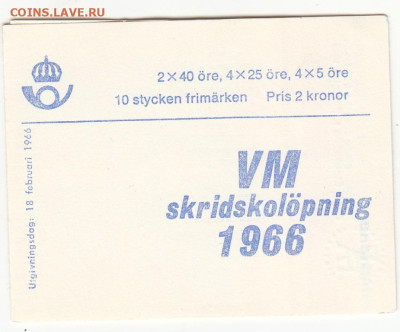 COINS.LAVE.RU
2×40 öre, 4×25 öre, 4×5 öre
10 stycken frimärken Pris 2 kronor
Utgivningsdag: 18 februari 1966
VM
skridskolöpning
1966